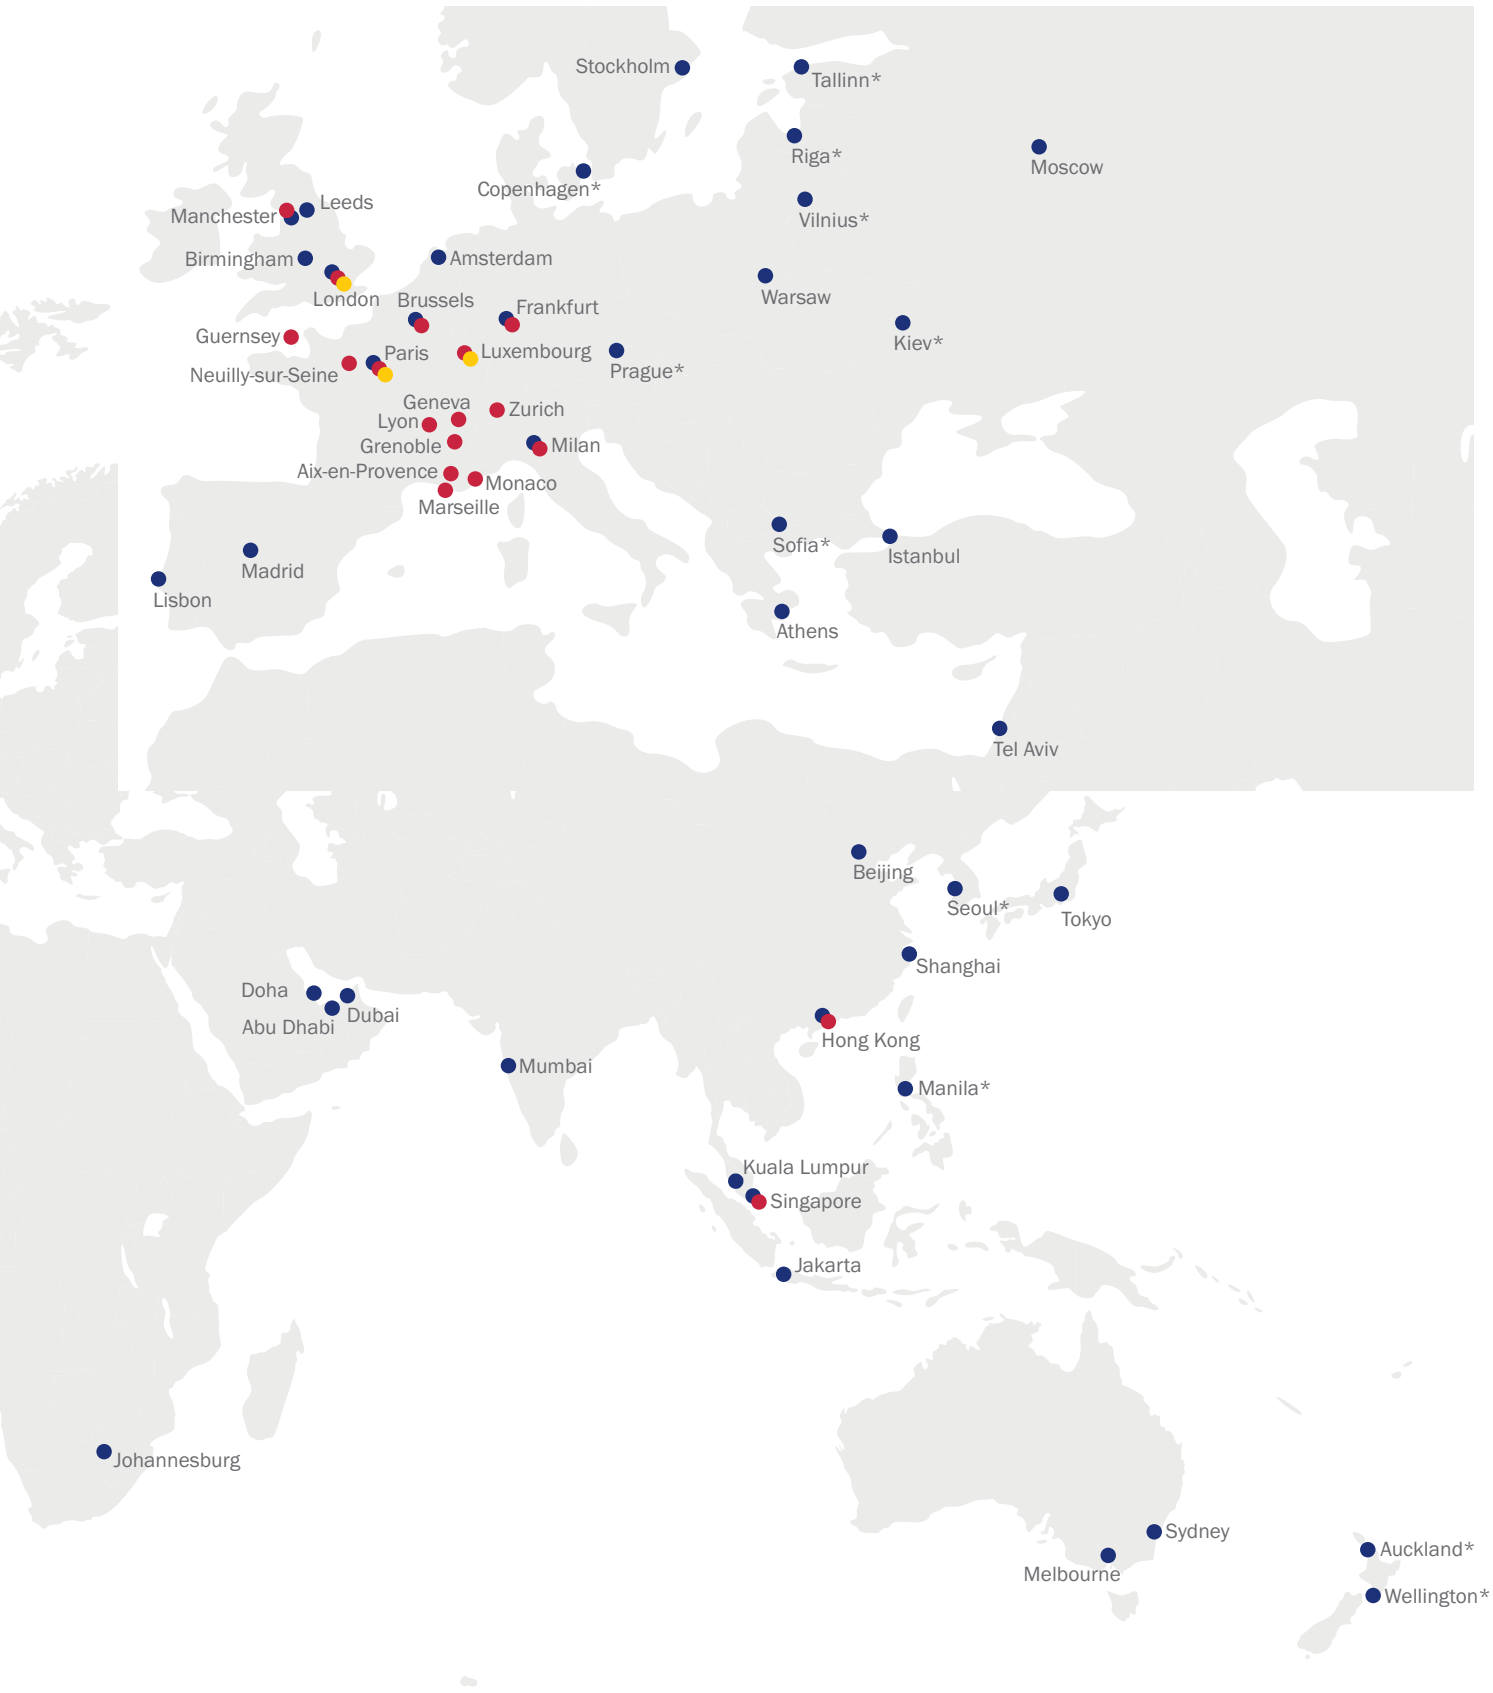 Stockholm
Tallinn*
Riga*
Moscow
Copenhagen*
Leeds
Manchester
Vilnius*
Birmingham
Amsterdam
London
Brussels
Frankfurt
Warsaw
Guernsey
Kiev*
Paris
Luxembourg
Neuilly-sur-Seine
Prague*
Geneva
Zurich
Lyon
Grenoble
Milan
Aix-en-Provence
Monaco
Marseille
Sofia*
Istanbul
Madrid
Lisbon
Athens
Tel Aviv
Beijing
Seoul*
Tokyo
Shanghai
Doha
Dubai
Abu Dhabi
Hong Kong
Mumbai
Manila*
Kuala Lumpur
Singapore
Jakarta
Johannesburg
Sydney
Auckland*
Melbourne
Wellington*